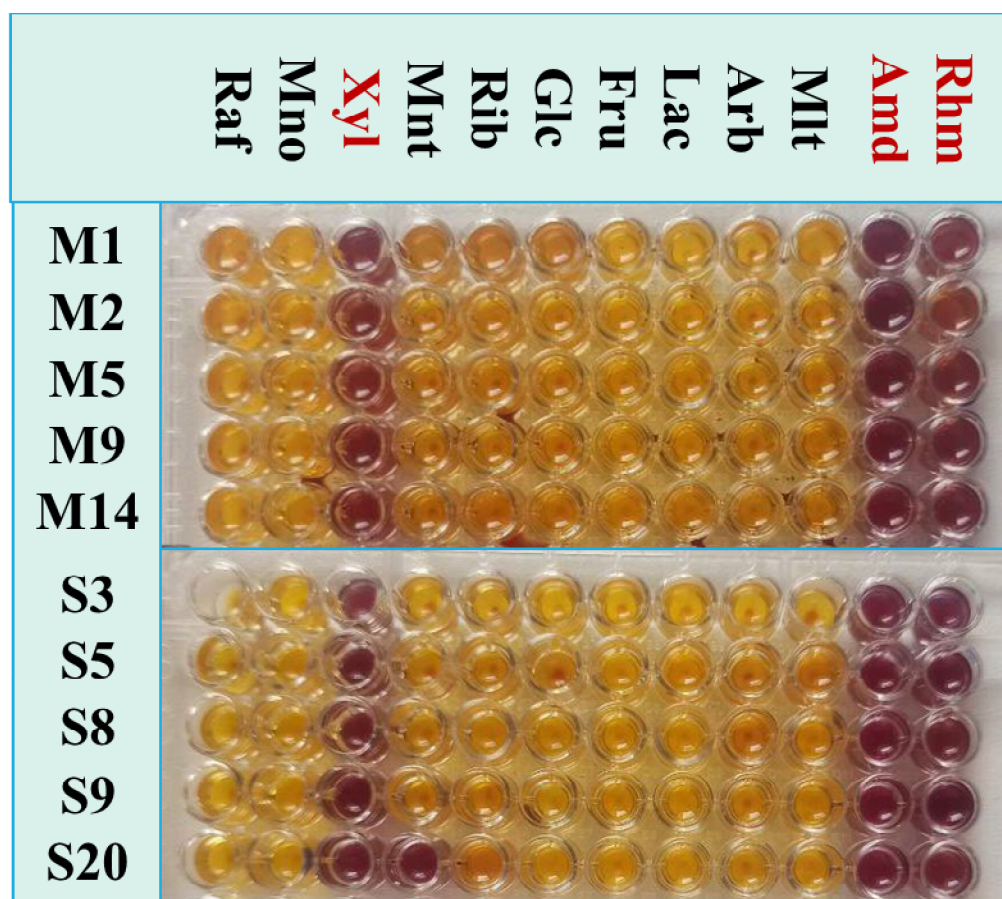 Raf Mno Xyl Mnt Rib Glc Fru Lac Arb Mlt Amd Rhm
M1
M2
M5
M9
M14
S3
S5
S8
S9
S20